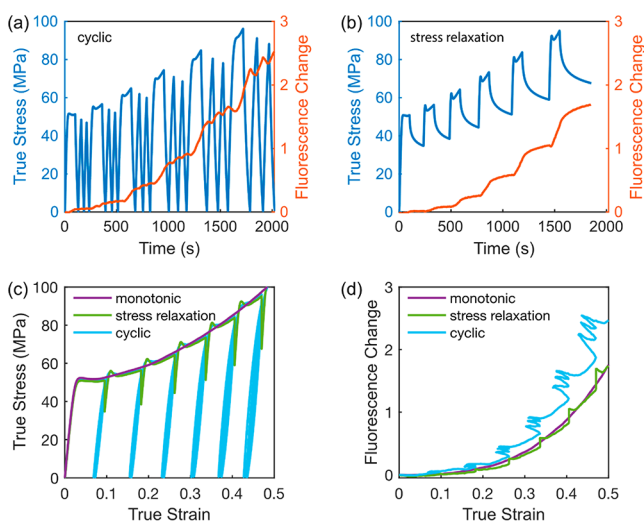 (a)
cyclic
True Stress (MPa)
100
80
60
40
20
0
0
500
1000
1500
2000
Time (s)
3
2
1
0
Fluorescence Change
(b)
stress relaxation
True Stress (MPa)
100
80
60
40
20
0
0
500
1000
1500
2000
Time (s)
3
2
1
0
Fluorescence Change
(c)
monotonic
stress relaxation
cyclic
True Stress (MPa)
100
80
60
40
20
0
0
0.1
0.2
0.3
0.4
0.5
True Strain
(d)
monotonic
stress relaxation
cyclic
Fluorescence Change
3
2
1
0
0
0.1
0.2
0.3
0.4
0.5
True Strain